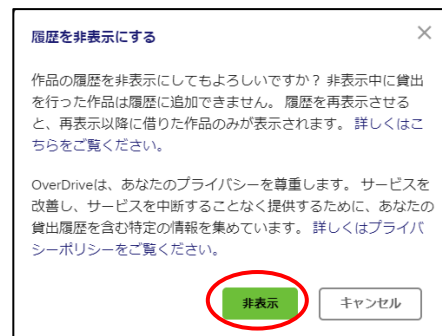 履歴を非表示にする
作品の履歴を非表示にしてもよろしいですか？ 非表示中に貸出
を行った作品は履歴に追加できません。 履歴を再表示させる
と、再表示以降に借りた作品のみが表示されます。 詳しくはこ
ちらをご覧ください。
OverDriveは、あなたのプライバシーを尊重します。 サービスを
改善し、サービスを中断することなく提供するために、あなたの
貸出履歴を含む特定の情報を集めています。 詳しくはプライバ
シーポリシーをご覧ください。
非表示 キャンセル